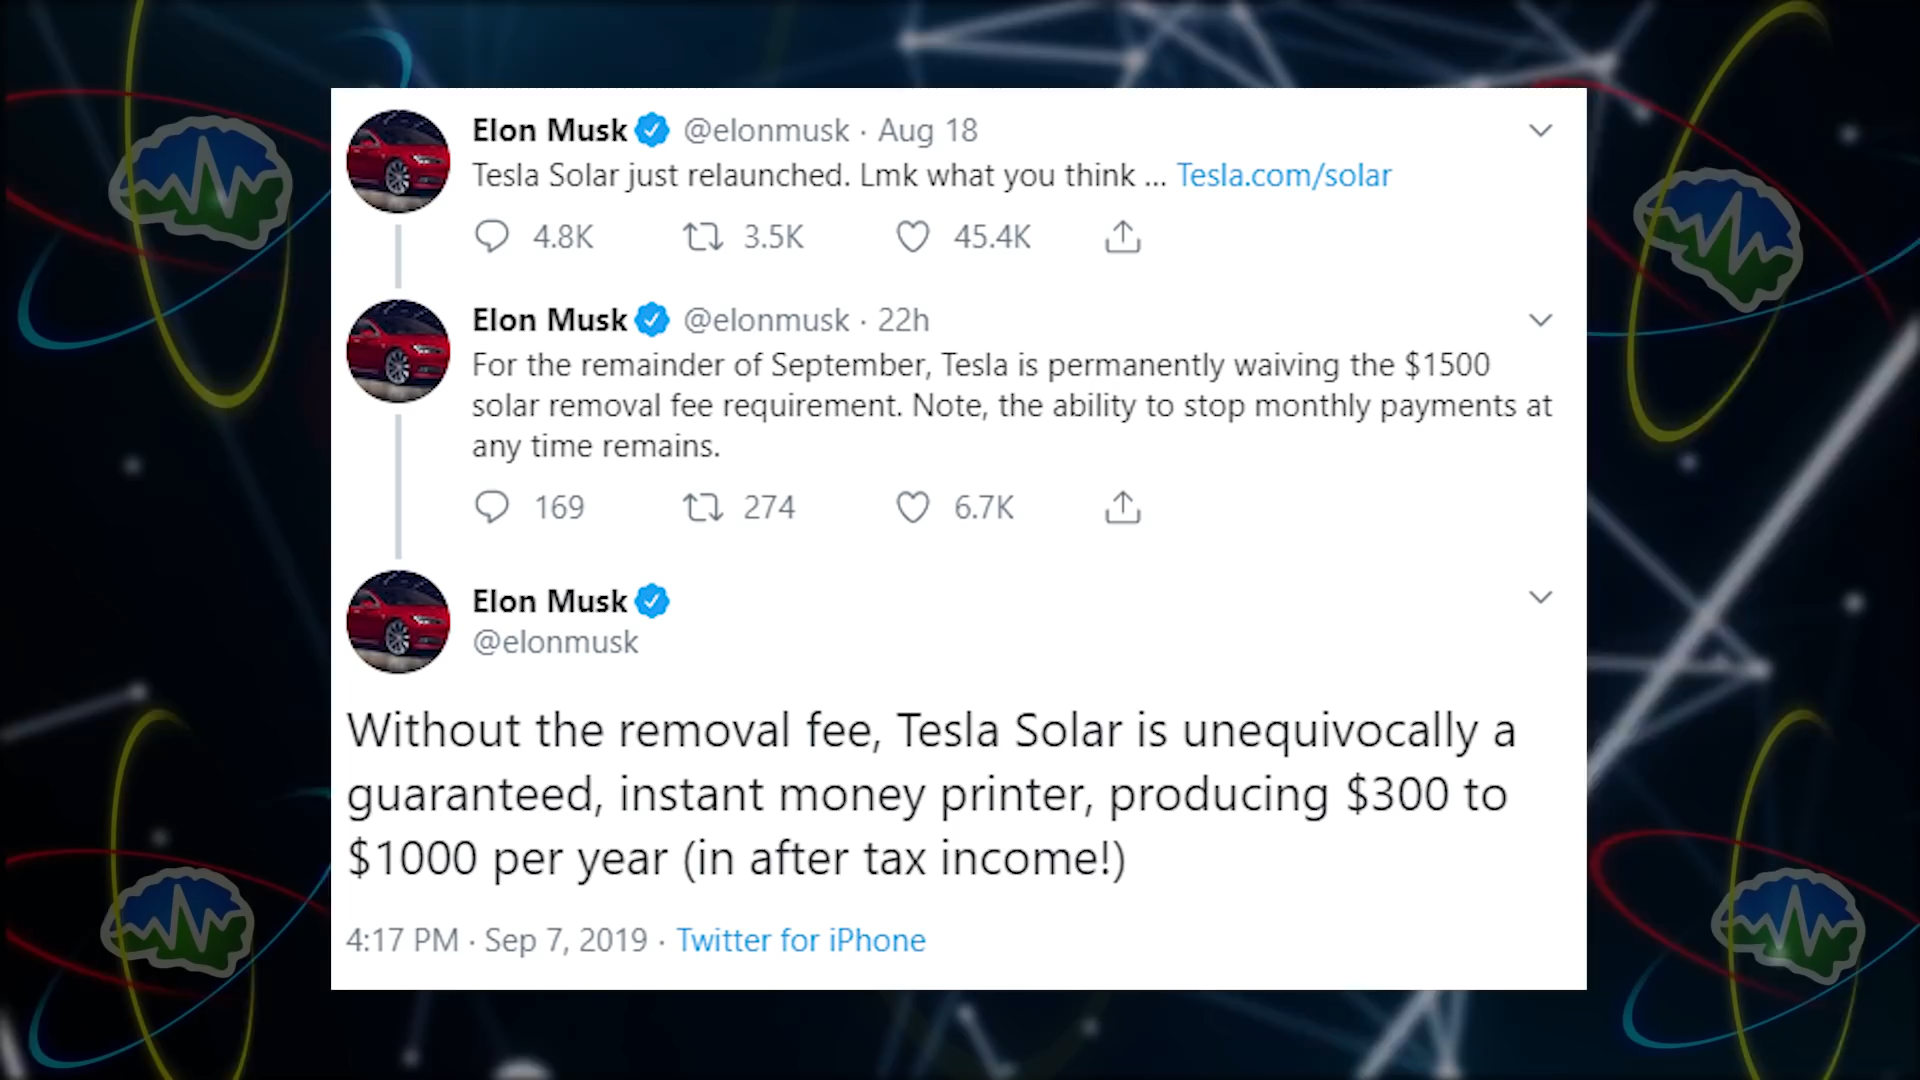 Elon Musk @elonmusk · Aug 18
Tesla Solar just relaunched. Lmk what you think ... Tesla.com/solar
4.8K 3.5K 45.4K
Elon Musk @elonmusk · 22h
For the remainder of September, Tesla is permanently waiving the $1500
solar removal fee requirement. Note, the ability to stop monthly payments at
any time remains.
169 274 6.7K
Elon Musk
@elonmusk
Without the removal fee, Tesla Solar is unequivocally a
guaranteed, instant money printer, producing $300 to
$1000 per year (in after tax income!)
4:17 PM · Sep 7, 2019 · Twitter for iPhone